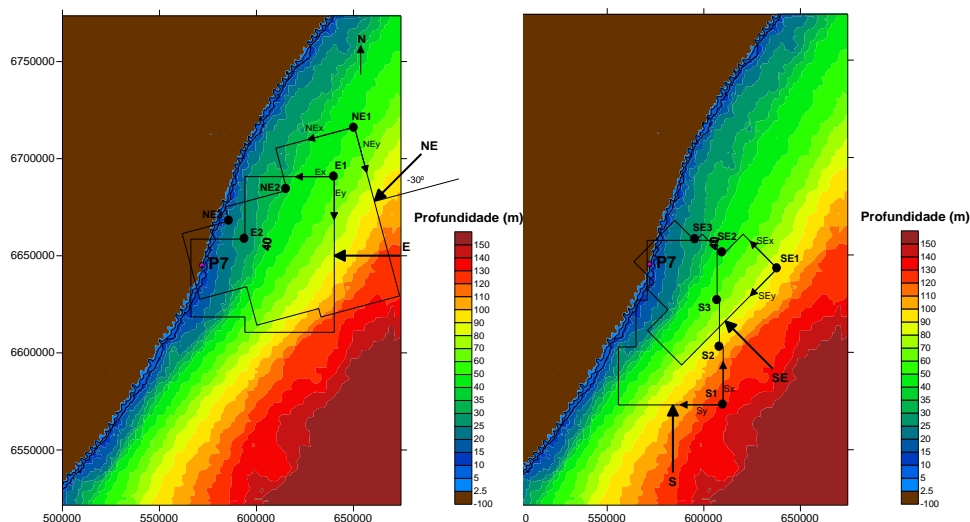 N
6750000
NE1
NEx
NEy
NE
6700000
E1
Ex
-30º
NE2
Ey
NE
E2
40
E
6650000
P7
6600000
6550000
500000
550000
600000
650000
Profundidade (m)
150
140
130
120
110
100
90
80
70
60
50
45
40
35
30
25
20
15
10
5
2.5
-100
SE3
SE2
SEx
SE1
P7
SEy
S3
S2
SE
S1
Sx
Sy
S
0
550000
600000
650000
Profundidade (m)
150
140
130
120
110
100
90
80
70
60
50
45
40
35
30
25
20
15
10
5
2.5
-100